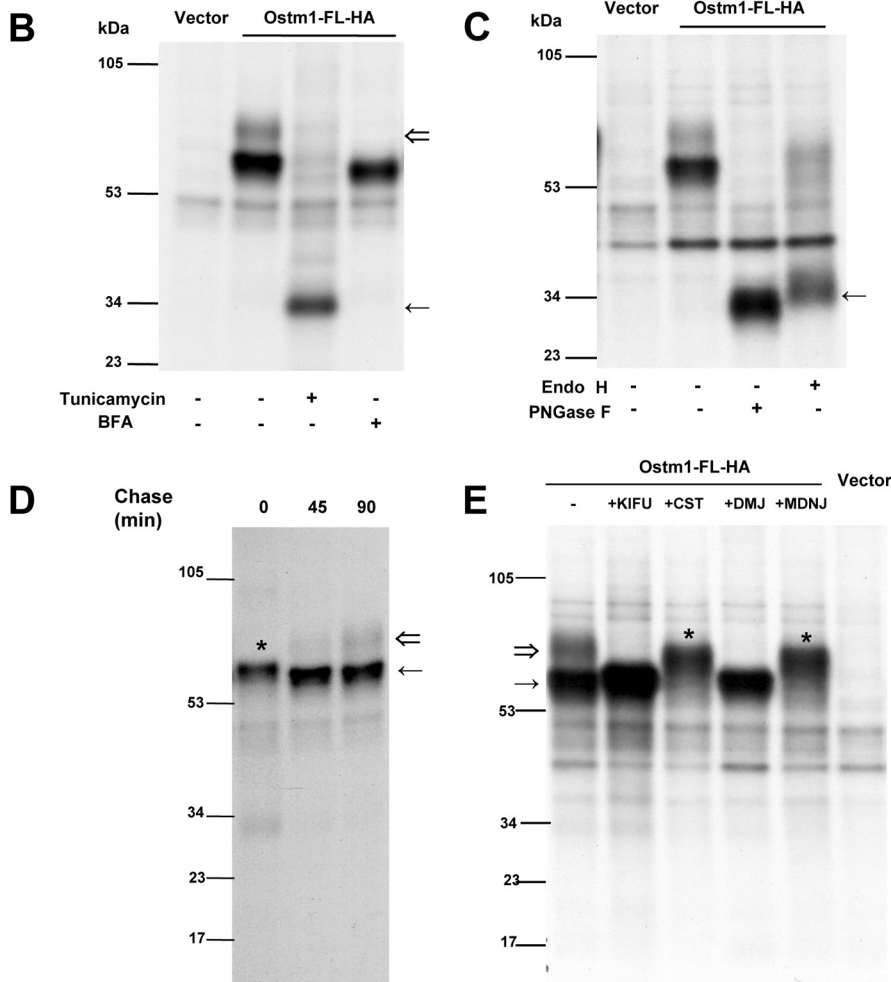 B
kDa
Vector
Ostm1-FL-HA
105
53
34
23
⇐
←
Tunicamycin - - + -
BFA - - - +
C
kDa
Vector
Ostm1-FL-HA
105
53
34
23
←
Endo H - - - +
PNGase F - - + -
D
Chase
(min)
0 45 90
105
53
34
23
17
*
⇐
←
E
Ostm1-FL-HA
Vector
- +KIFU +CST +DMJ +MDNJ
105
53
34
23
17
⇒
→
* *